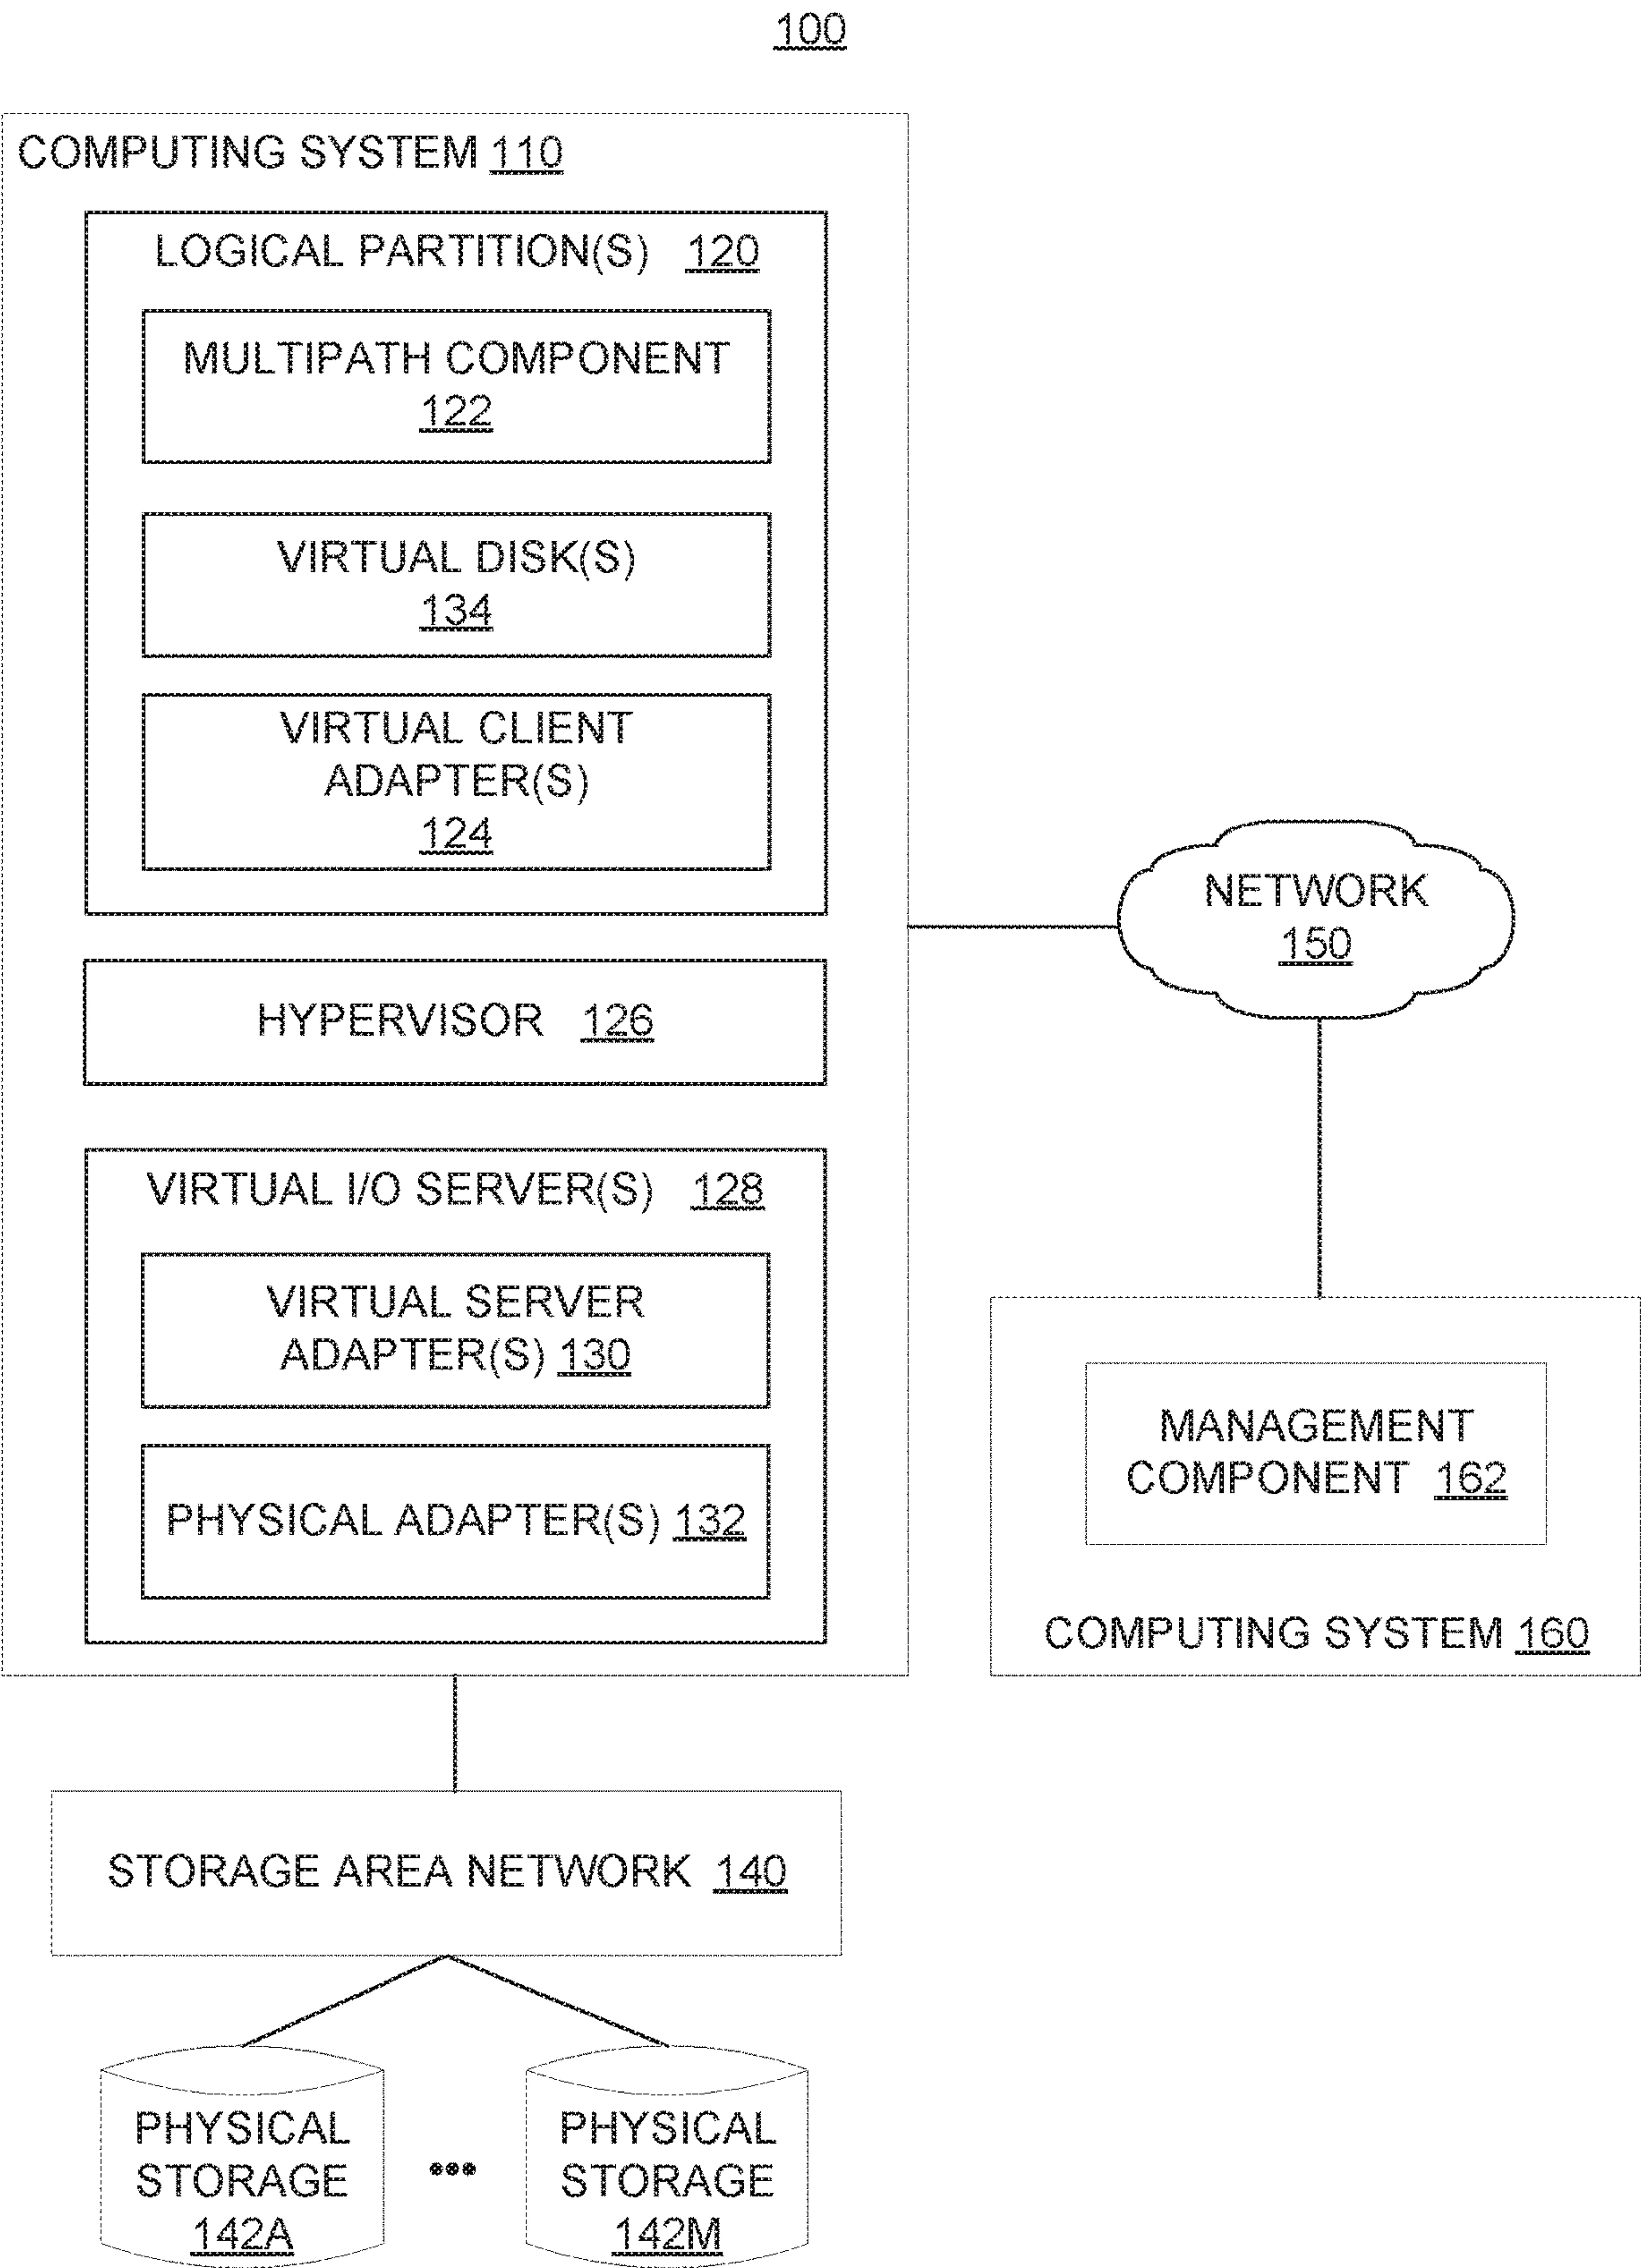 100
COMPUTING SYSTEM 110
LOGICAL PARTITION(S) 120
MULTIPATH COMPONENT
122
VIRTUAL DISK(S)
134
VIRTUAL CLIENT
ADAPTER(S)
124
HYPERVISOR 126
VIRTUAL I/O SERVER(S) 128
VIRTUAL SERVER
ADAPTER(S) 130
PHYSICAL ADAPTER(S) 132
NETWORK
150
MANAGEMENT
COMPONENT 162
COMPUTING SYSTEM 160
STORAGE AREA NETWORK 140
PHYSICAL
STORAGE
142A
•••
PHYSICAL
STORAGE
142M